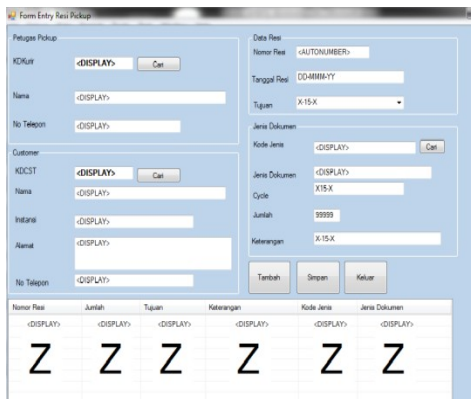 Form Entry Resi Pickup
Petugas Pickup
KDKurir
<DISPLAY>
Cari
Nama
<DISPLAY>
No Telepon
<DISPLAY>
Customer
KDCST
<DISPLAY>
Cari
Nama
<DISPLAY>
Instansi
<DISPLAY>
Alamat
<DISPLAY>
No Telepon
<DISPLAY>
Data Resi
Nomor Resi
<AUTONUMBER>
Tanggal Resi
DD-MMM-YY
Tujuan
X-15-X
Jenis Dokumen
Kode Jenis
<DISPLAY>
Cari
Jenis Dokumen
<DISPLAY>
Cycle
X15-X
Jumlah
99999
Keterangan
X-15-X
Tambah Simpan Keluar
Nomor Resi Jumlah Tujuan Keterangan Kode Jenis Jenis Dokumen
<DISPLAY> <DISPLAY> <DISPLAY> <DISPLAY> <DISPLAY> <DISPLAY>
Z Z Z Z Z Z